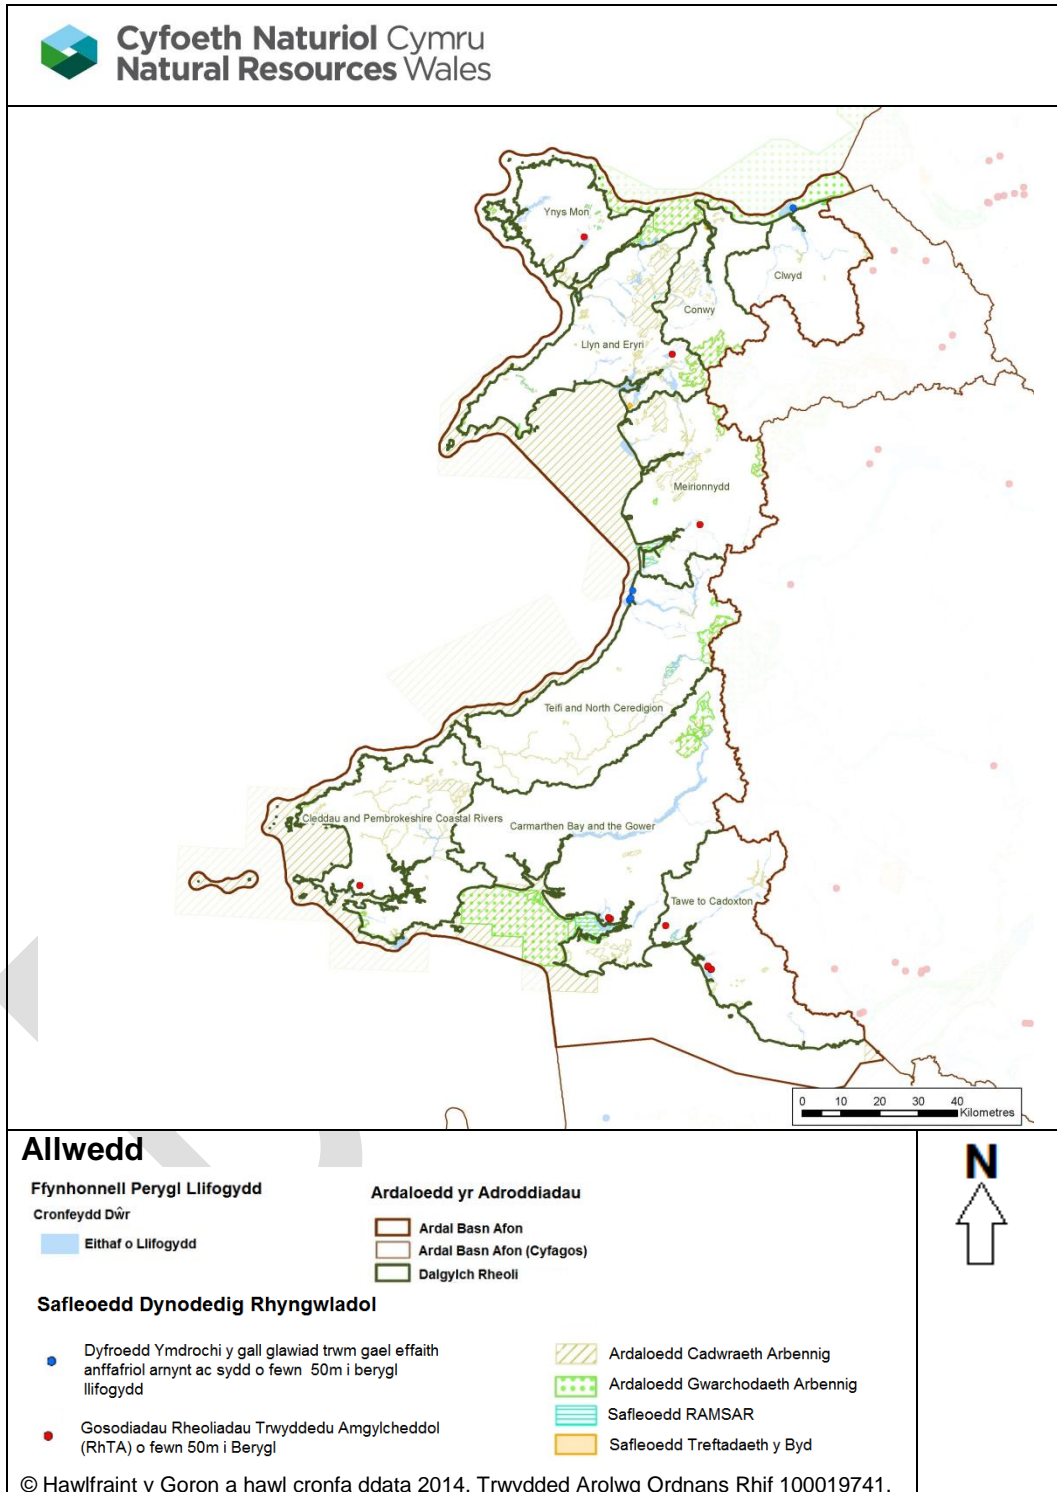 Cyfoeth Naturiol Cymru
Natural Resources Wales
Ynys Mon
Clwyd
Conwy
Llyn and Eryri
Meirionnydd
Teifi and North Ceredigion
Cleddau and Pembrokeshire Coastal Rivers
Carmarthen Bay and the Gower
Tawe to Cadoxton
0 10 20 30 40
Kilometres
Allwedd
N
Ffynhonnell Perygl Llifogydd
Cronfeydd Dŵr
Eithaf o Llifogydd
Ardaloedd yr Adroddiadau
Ardal Basn Afon
Ardal Basn Afon (Cyfagos)
Dalgylch Rheoli
Safleoedd Dynodedig Rhyngwladol
Dyfroedd Ymdrochi y gall glawiad trwm gael effaith
anffafriol arnynt ac sydd o fewn 50m i berygl
llifogydd
Gosodiadau Rheoliadau Trwyddedu Amgylcheddol
(RhTA) o fewn 50m i Berygl
Ardaloedd Cadwraeth Arbennig
Ardaloedd Gwarchodaeth Arbennig
Safleoedd RAMSAR
Safleoedd Treftadaeth y Byd
© Hawlfraint y Goron a hawl cronfa ddata 2014. Trwydded Arolwg Ordnans Rhif 100019741.